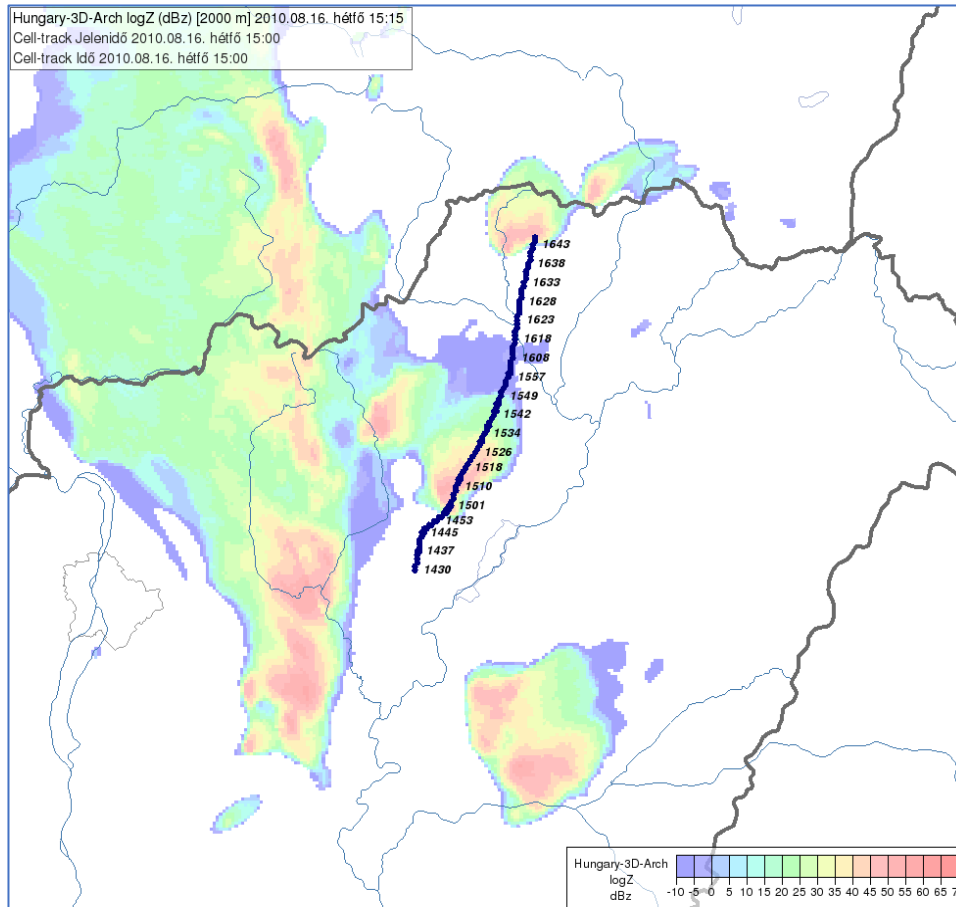 Hungary-3D-Arch logZ (dBz) [2000 m] 2010.08.16. hétfő 15:15
Cell-track Jelenidő 2010.08.16. hétfő 15:00
Cell-track Idő 2010.08.16. hétfő 15:00
1643
1638
1633
1628
1623
1618
1608
1557
1549
1542
1534
1526
1518
1510
1501
1453
1445
1437
1430
Hungary-3D-Arch
logZ
dBz
-10 -5 0 5 10 15 20 25 30 35 40 45 50 55 60 65 7